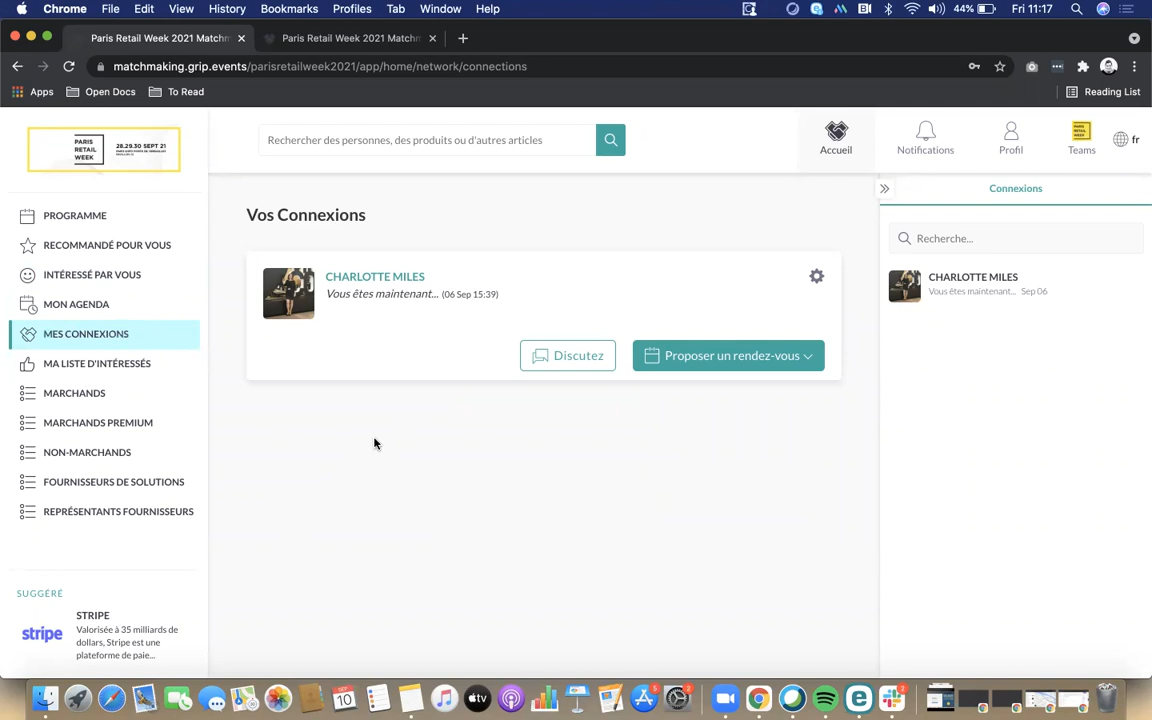 Chrome File Edit View History Bookmarks Profiles Tab Window Help 44% Fri 11:17
Paris Retail Week 2021 Matchm Paris Retail Week 2021 Matchm
matchmaking.grip.events/parisretailweek2021/app/home/network/connections
Apps Open Docs To Read Reading List
PARIS
RETAIL
WEEK
28.29.30 SEPT 21
Rechercher des personnes, des produits ou d'autres articles
Accueil Notifications Profil Teams fr
PROGRAMME
RECOMMANDÉ POUR VOUS
INTÉRESSÉ PAR VOUS
MON AGENDA
MES CONNEXIONS
MA LISTE D'INTÉRESSÉS
MARCHANDS
MARCHANDS PREMIUM
NON-MARCHANDS
FOURNISSEURS DE SOLUTIONS
REPRÉSENTANTS FOURNISSEURS
SUGGÉRÉ
stripe
STRIPE
Valorisée à 35 milliards de
dollars, Stripe est une
plateforme de paie...
Vos Connexions
CHARLOTTE MILES
Vous êtes maintenant... (06 Sep 15:39)
Discutez Proposer un rendez-vous
Connexions
Recherche...
CHARLOTTE MILES
Vous êtes maintenant... Sep 06
SEP
10
tv